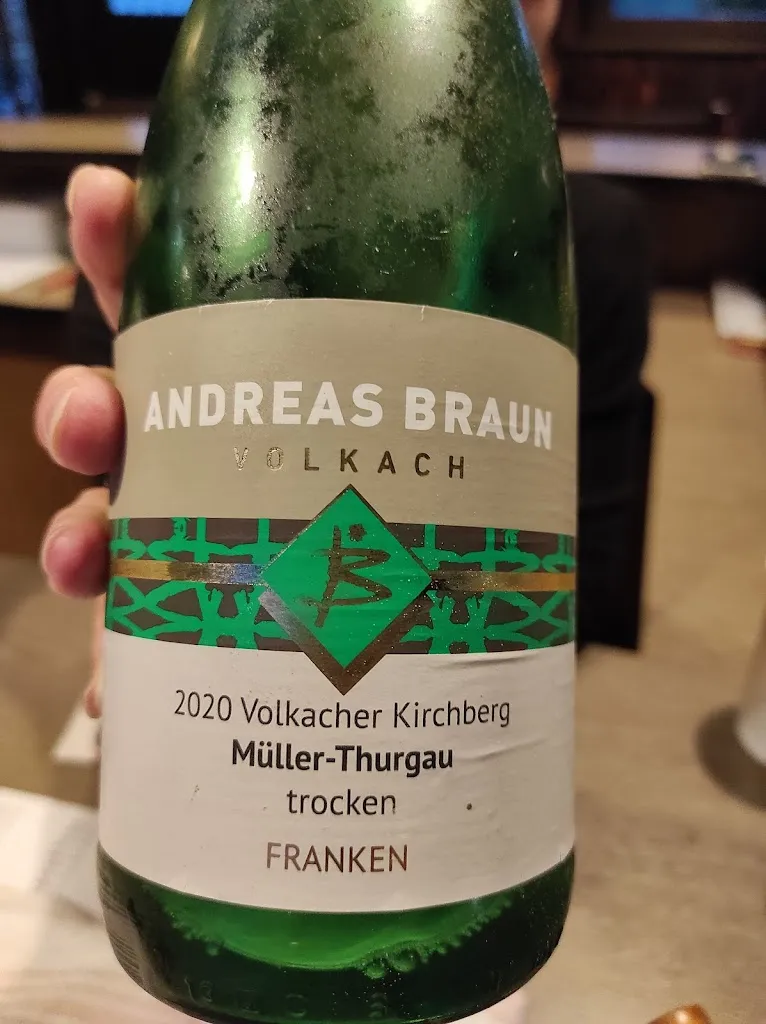 ANDREAS BRAUN
VOLKACH
B
2020 Volkacher Kirchberg
Müller-Thurgau
trocken
FRANKEN